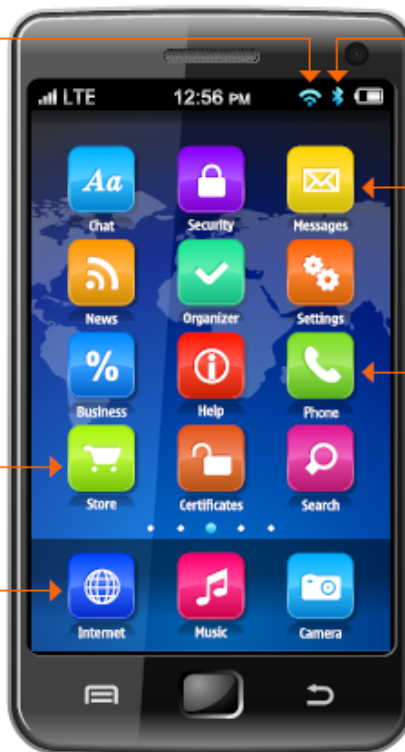 LTE 12:56 PM
Aa
Chat Security Messages
News Organizer Settings
%
Business Help Phone
Store Certificates Search
Internet Music Camera